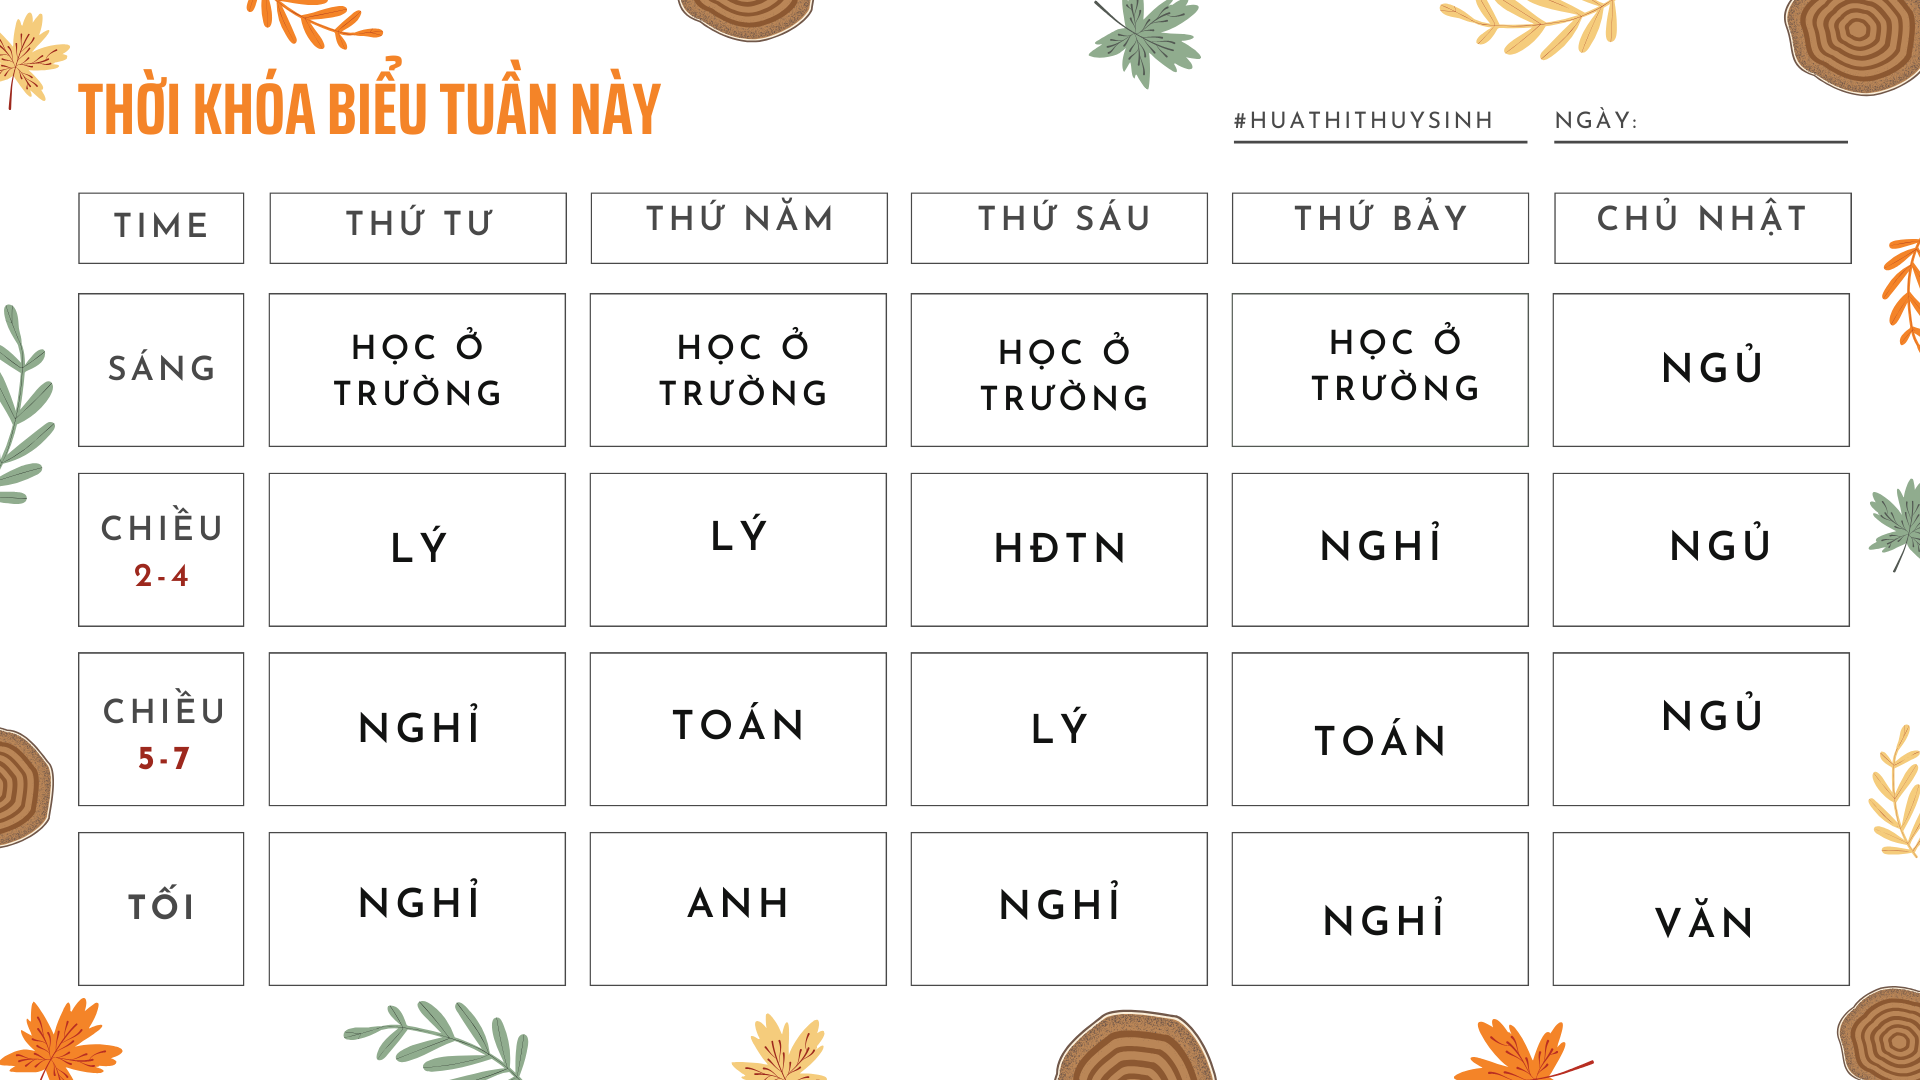 THỜI KHÓA BIỂU TUẦN NÀY
#HUATHITHUYSINH
NGÀY:
TIME
THỨ TƯ
THỨ NĂM
THỨ SÁU
THỨ BẢY
CHỦ NHẬT
SÁNG
HỌC Ở
TRƯỜNG
HỌC Ở
TRƯỜNG
HỌC Ở
TRƯỜNG
HỌC Ở
TRƯỜNG
NGỦ
CHIỀU
2-4
LÝ
LÝ
HĐTN
NGHỈ
NGỦ
CHIỀU
5-7
NGHỈ
TOÁN
LÝ
TOÁN
NGỦ
TỐI
NGHỈ
ANH
NGHỈ
NGHỈ
VĂN